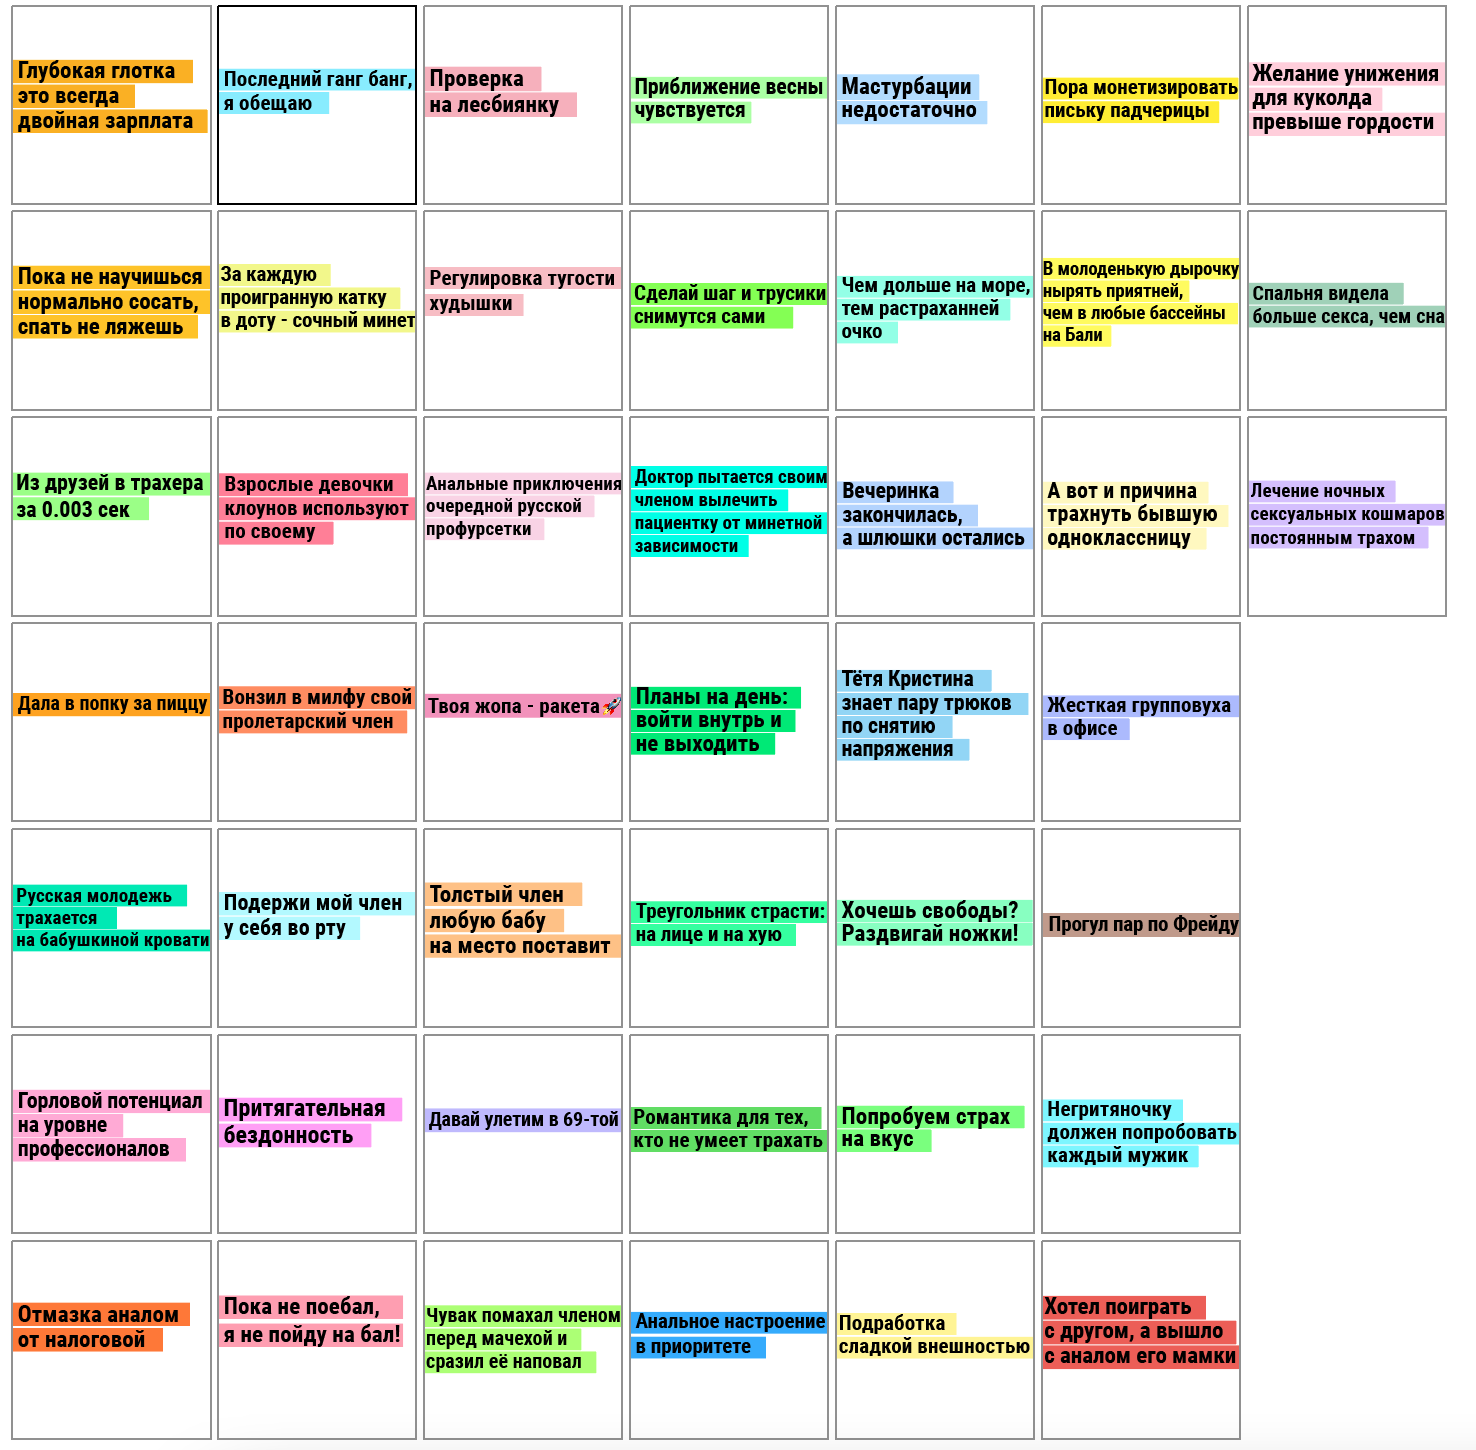 Глубокая глотка
это всегда
двойная зарплата
Последний ганг банг,
я обещаю
Проверка
на лесбиянку
Приближение весны
чувствуется
Мастурбации
недостаточно
Пора монетизировать
письку падчерицы
Желание унижения
для куколда
превыше гордости
Пока не научишься
нормально сосать,
спать не ляжешь
За каждую
проигранную катку
в доту - сочный минет
Регулировка тугости
худышки
Сделай шаг и трусики
снимутся сами
Чем дольше на море,
тем растраханней
очко
В молоденькую дырочку
нырять приятней,
чем в любые бассейны
на Бали
Спальня видела
больше секса, чем сна
Из друзей в трахера
за 0.003 сек
Взрослые девочки
клоунов используют
по своему
Анальные приключения
очередной русской
профурсетки
Доктор пытается своим
членом вылечить
пациентку от минетной
зависимости
Вечеринка
закончилась,
а шлюшки остались
А вот и причина
трахнуть бывшую
одноклассницу
Лечение ночных
сексуальных кошмаров
постоянным трахом
Дала в попку за пиццу
Вонзил в милфу свой
пролетарский член
Твоя жопа - ракета🚀
Планы на день:
войти внутрь и
не выходить
Тётя Кристина
знает пару трюков
по снятию
напряжения
Жесткая групповуха
в офисе
Русская молодежь
трахается
на бабушкиной кровати
Подержи мой член
у себя во рту
Толстый член
любую бабу
на место поставит
Треугольник страсти:
на лице и на хую
Хочешь свободы?
Раздвигай ножки!
Прогул пар по Фрейду
Горловой потенциал
на уровне
профессионалов
Притягательная
бездонность
Давай улетим в 69-той
Романтика для тех,
кто не умеет трахать
Попробуем страх
на вкус
Негритяночку
должен попробовать
каждый мужик
Отмазка аналом
от налоговой
Пока не поебал,
я не пойду на бал!
Чувак помахал членом
перед мачехой и
сразил её наповал
Анальное настроение
в приоритете
Подработка
сладкой внешностью
Хотел поиграть
с другом, а вышло
с аналом его мамки